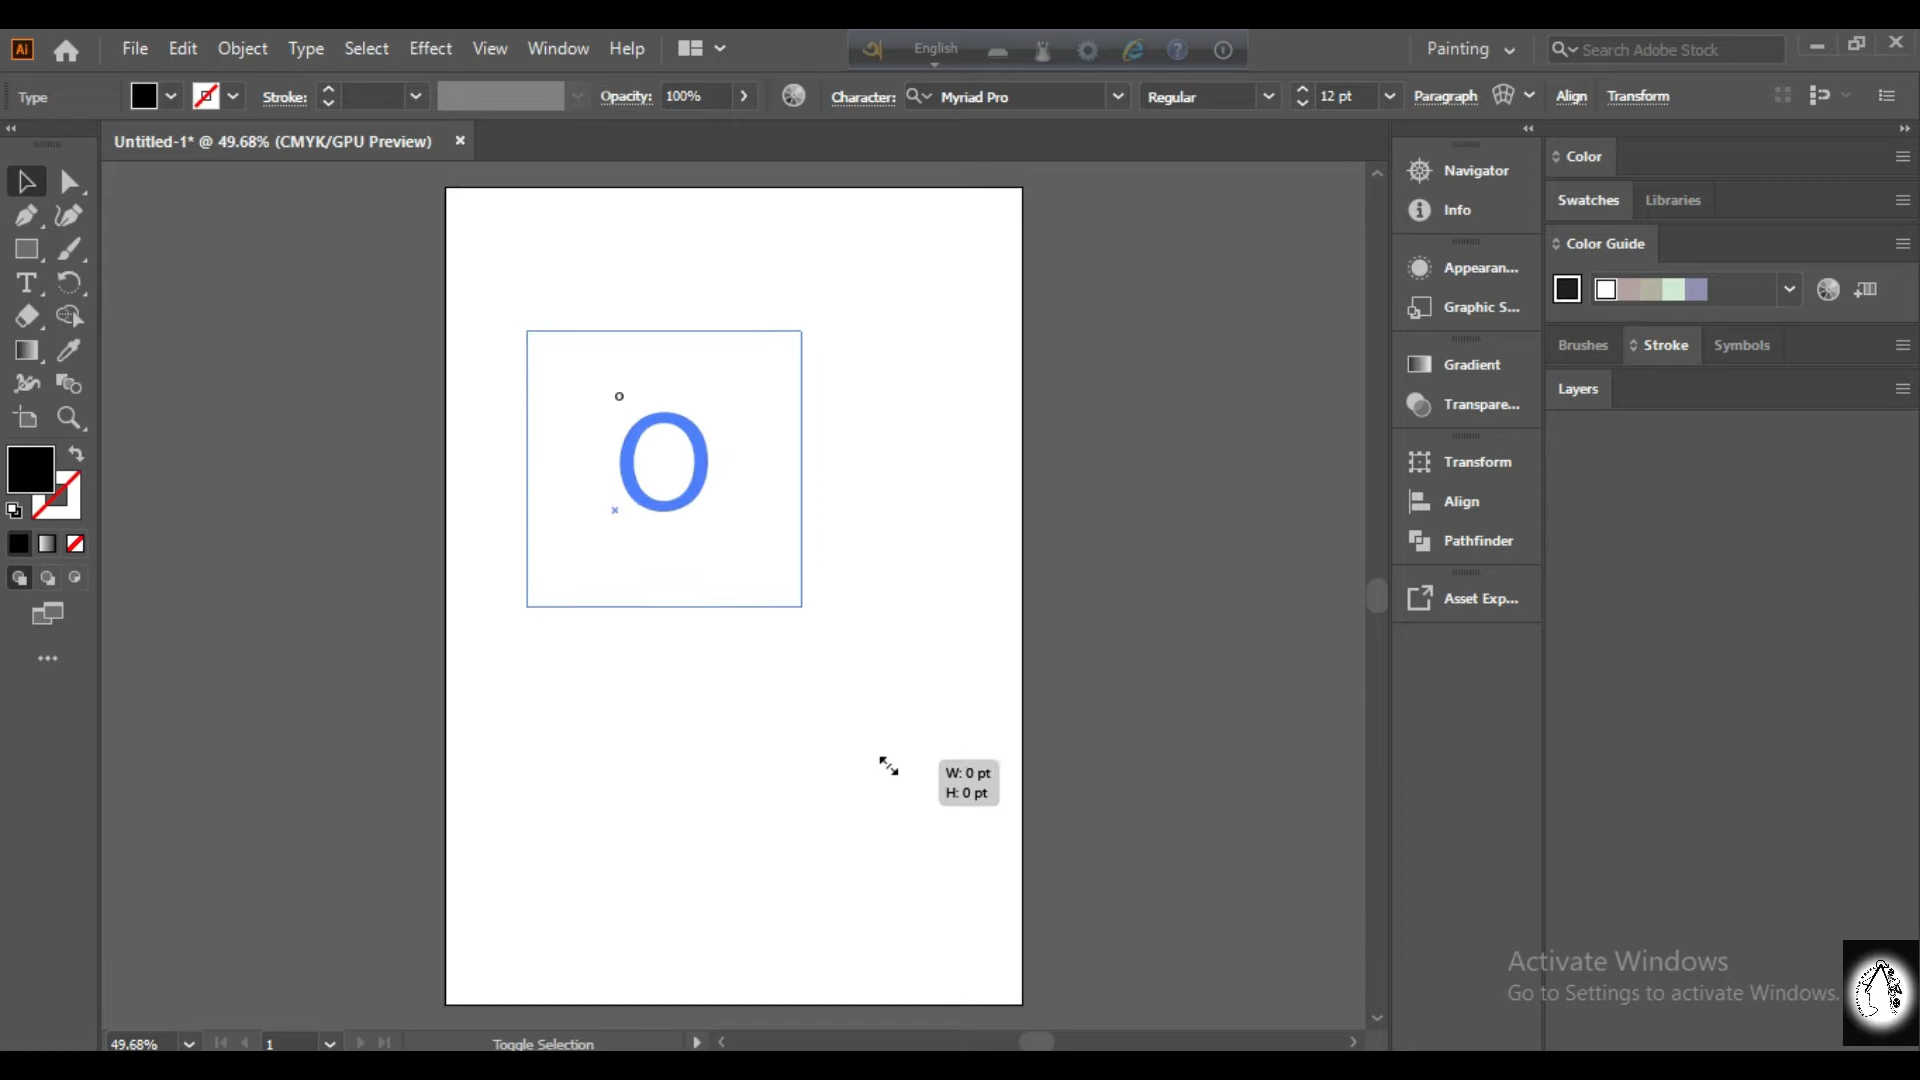 Ai File Edit Object Type Select Effect View Window Help অ English Painting Search Adobe Stock
Type Stroke: Opacity: 100% Character: Myriad Pro Regular 12 pt Paragraph Align Transform
Untitled-1* @ 49.68% (CMYK/GPU Preview)
Color
Navigator
Swatches Libraries
Info
Color Guide
Appearan...
Graphic S...
Brushes Stroke Symbols
Gradient
Layers
Transpare...
o
O
Transform
Align
Pathfinder
Asset Exp...
W: 0 pt
H: 0 pt
Activate Windows
Go to Settings to activate Windows.
49.68% 1 Toggle Selection